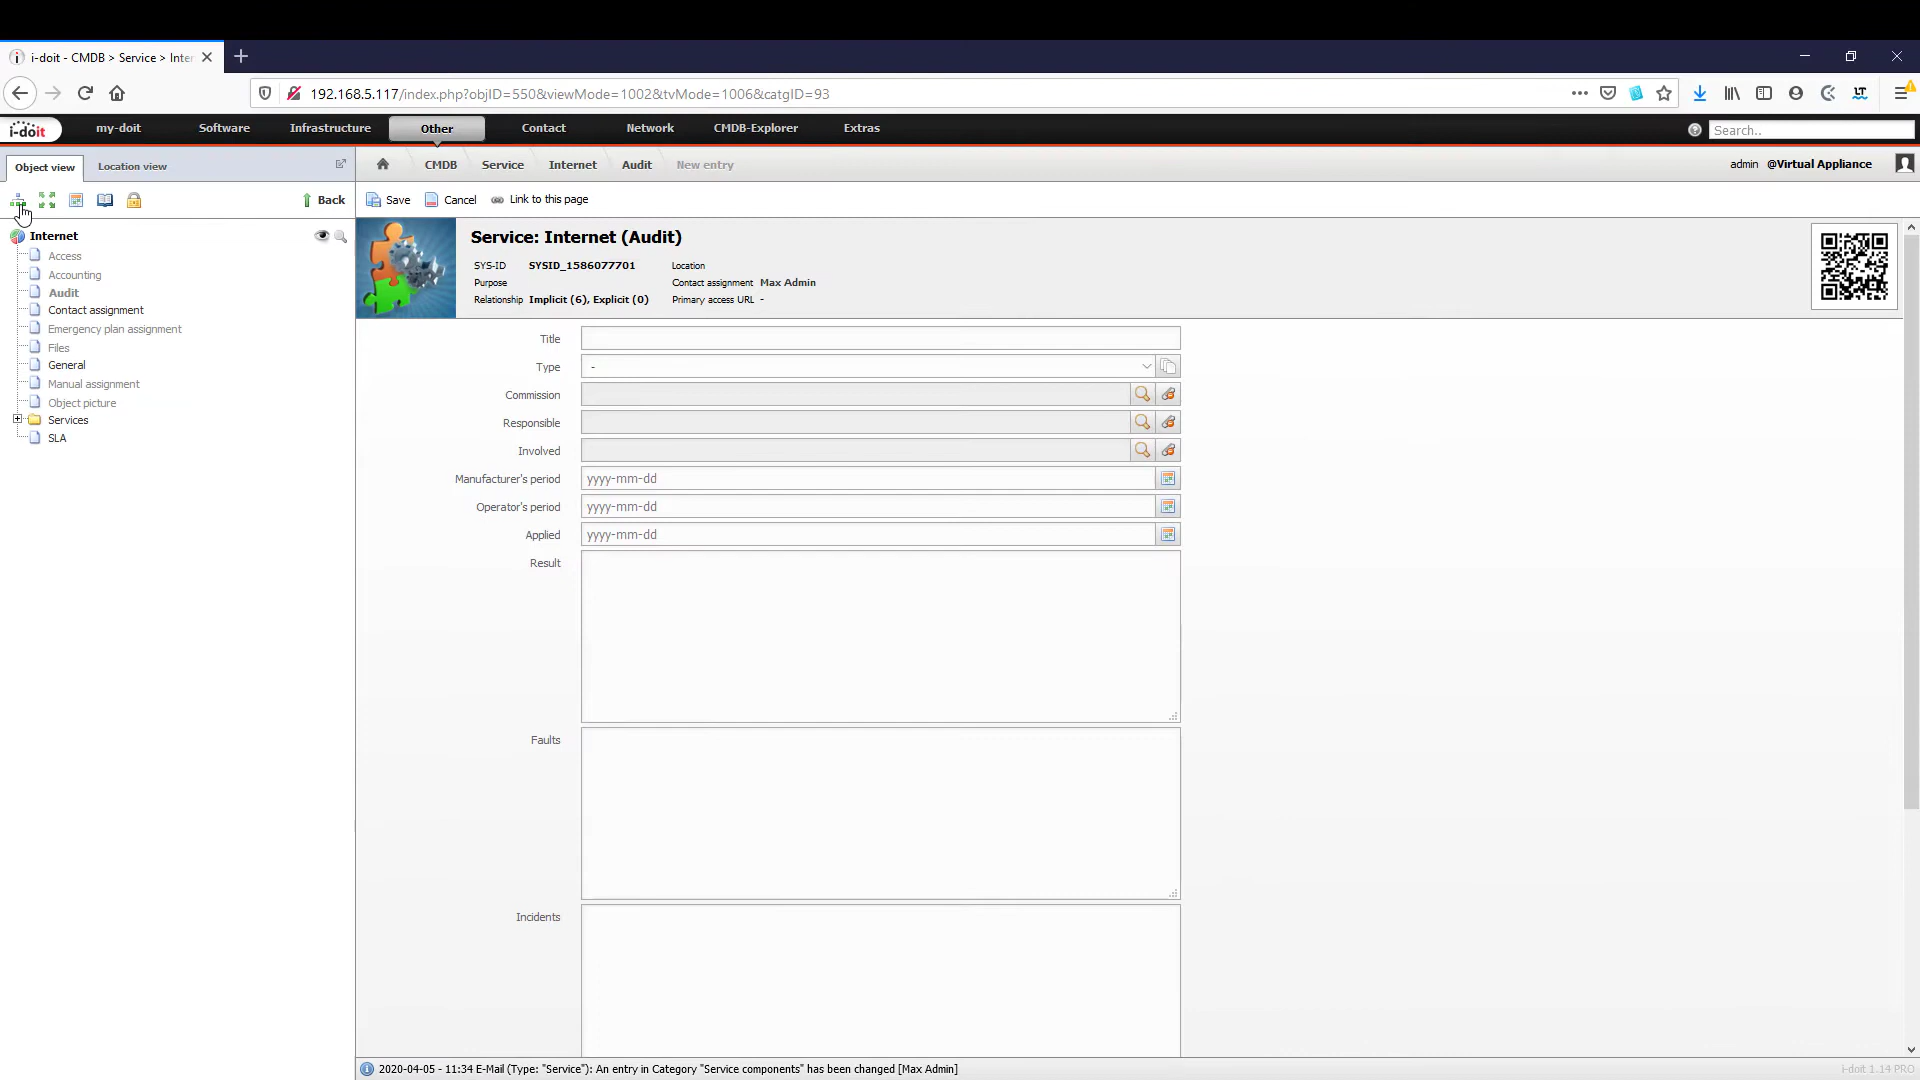 i-doit - CMDB > Service > Inter
192.168.5.117/index.php?objID=550&viewMode=1002&tvMode=1006&catgID=93
i-doit my-doit Software Infrastructure Other Contact Network CMDB-Explorer Extras Search..
Object view Location view
CMDB Service Internet Audit New entry
admin @Virtual Appliance
Back
Save Cancel Link to this page
Internet
Access
Accounting
Audit
Contact assignment
Emergency plan assignment
Files
General
Manual assignment
Object picture
Services
SLA
Service: Internet (Audit)
SYS-ID SYSID_1586077701 Location
Purpose Contact assignment Max Admin
Relationship Implicit (6), Explicit (0) Primary access URL -
Title
Type -
Commission
Responsible
Involved
Manufacturer's period yyyy-mm-dd
Operator's period yyyy-mm-dd
Applied yyyy-mm-dd
Result
Faults
Incidents
2020-04-05 - 11:34 E-Mail (Type: "Service"): An entry in Category "Service components" has been changed [Max Admin]
i-doit 1.14 PRO